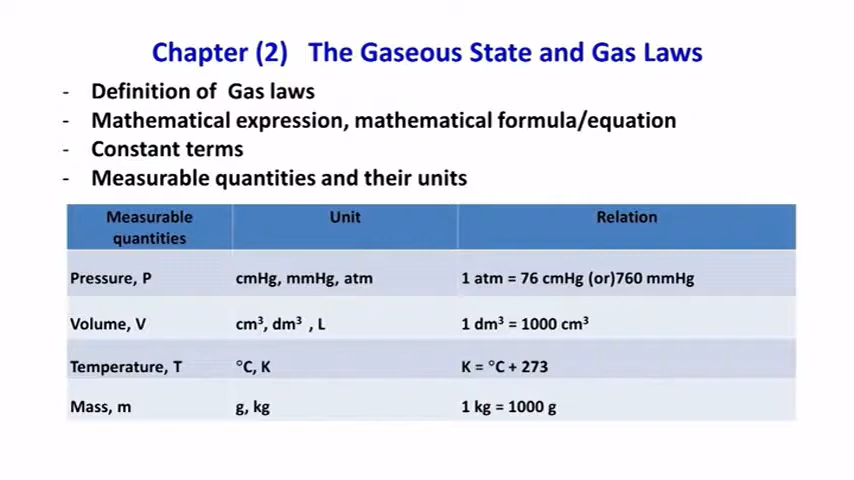 Chapter (2) The Gaseous State and Gas Laws
- Definition of Gas laws
- Mathematical expression, mathematical formula/equation
- Constant terms
- Measurable quantities and their units
Measurable quantities Unit Relation
Pressure, P cmHg, mmHg, atm 1 atm = 76 cmHg (or)760 mmHg
Volume, V cm³, dm³ , L 1 dm³ = 1000 cm³
Temperature, T °C, K K = °C + 273
Mass, m g, kg 1 kg = 1000 g